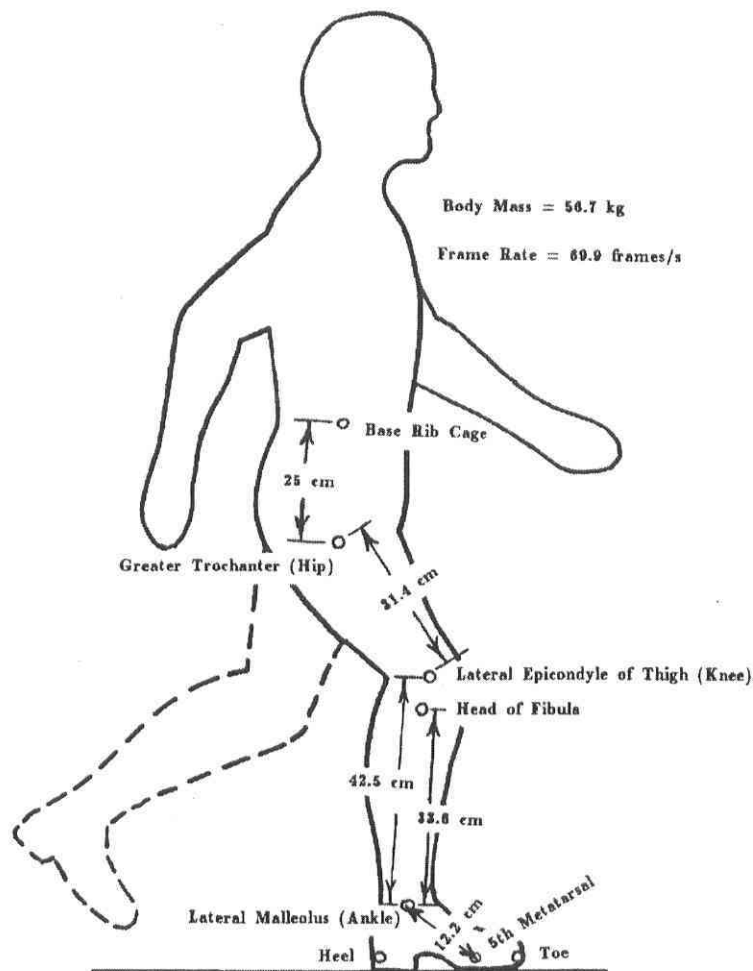 Body Mass = 56.7 kg
Frame Rate = 69.9 frames/s
Base Rib Cage
25 cm
Greater Trochanter (Hip)
31.4 cm
Lateral Epicondyle of Thigh (Knee)
Head of Fibula
42.5 cm
33.6 cm
Lateral Malleolus (Ankle)
12.2 cm
5th Metatarsal
Heel
Toe